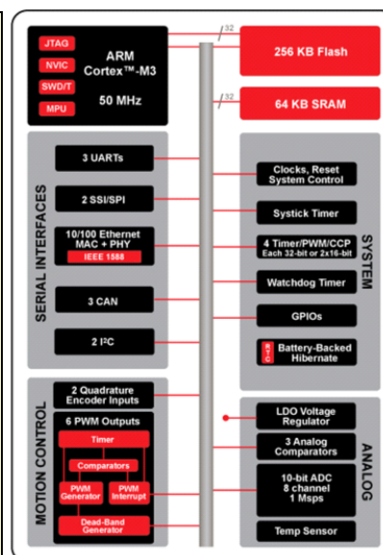 JTAG
NVIC
SWD/T
MPU
ARM
Cortex™-M3
50 MHz
32
256 KB Flash
32
64 KB SRAM
SERIAL INTERFACES
3 UARTs
2 SSI/SPI
10/100 Ethernet
MAC + PHY
IEEE 1588
3 CAN
2 I²C
SYSTEM
Clocks, Reset
System Control
Systick Timer
4 Timer/PWM/CCP
Each 32-bit or 2x16-bit
Watchdog Timer
GPIOs
RTC
Battery-Backed
Hibernate
MOTION CONTROL
2 Quadrature
Encoder Inputs
6 PWM Outputs
Timer
Comparators
PWM
Generator
PWM
Interrupt
Dead-Band
Generator
ANALOG
LDO Voltage
Regulator
3 Analog
Comparators
10-bit ADC
8 channel
1 Msps
Temp Sensor